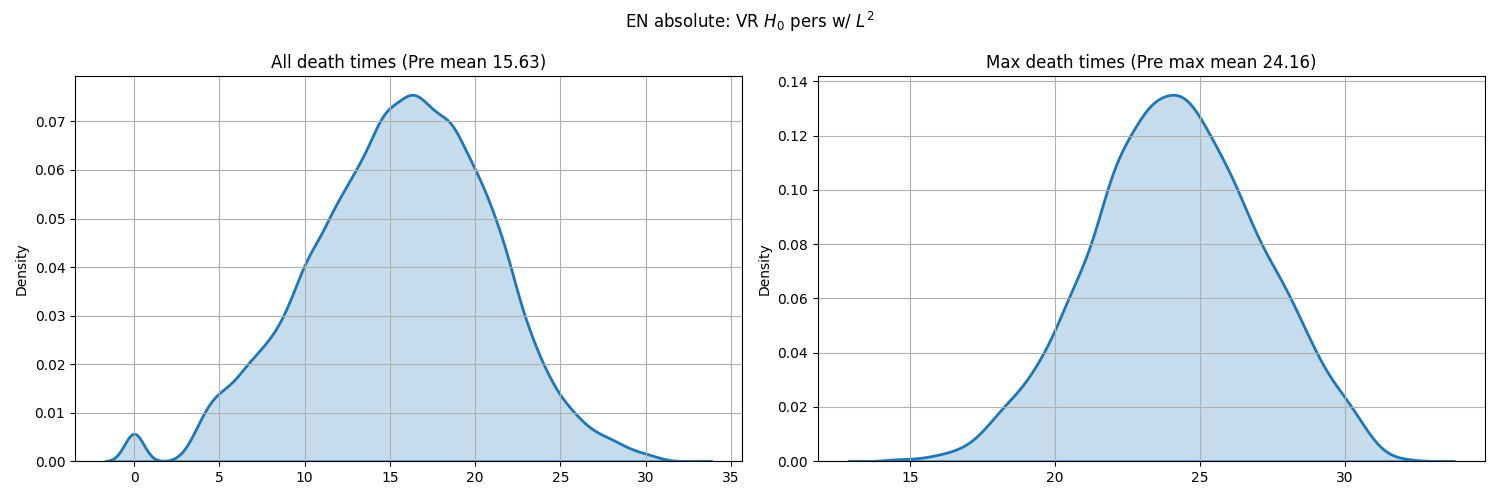 EN absolute: VR $H_0$ pers w/ $L^2$
All death times (Pre mean 15.63)
Density
0.07
0.06
0.05
0.04
0.03
0.02
0.01
0.00
0 5 10 15 20 25 30 35
Max death times (Pre max mean 24.16)
Density
0.14
0.12
0.10
0.08
0.06
0.04
0.02
0.00
15 20 25 30